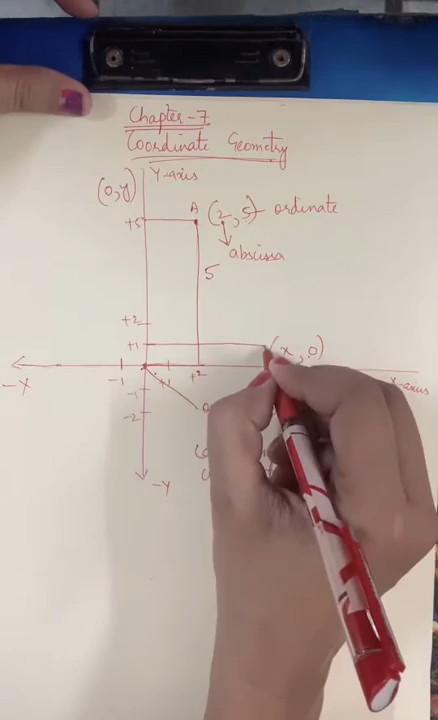 Chapter-7
Coordinate Geometry
Y-axis
(0,y)
+5
A
(2,5)
ordinate
abscissa
5
+2
+1
(x,0)
-X
-1
+1
+2
X-axis
-1
-2
-Y